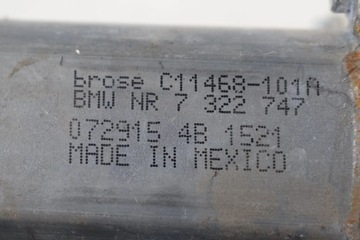 brose C11468-101A
BMW NR 7 322 747
072915 4B 1521
MADE IN MEXICO